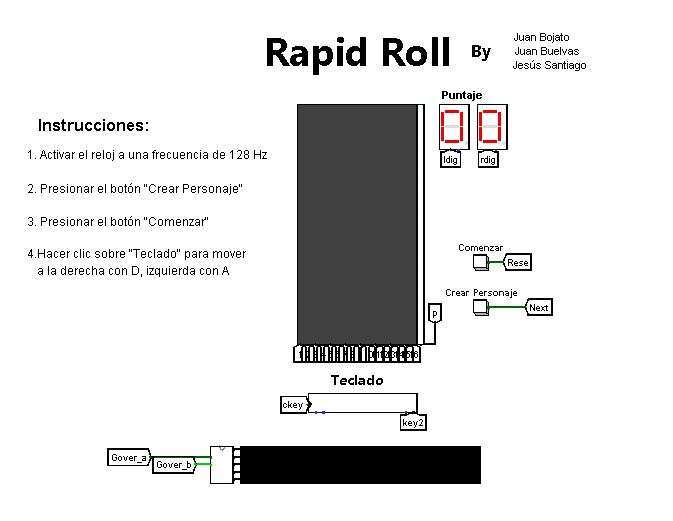 Rapid Roll
By
Juan Bojato
Juan Buelvas
Jesús Santiago
Puntaje
00
ldig
rdig
Instrucciones:
1. Activar el reloj a una frecuencia de 128 Hz
2. Presionar el botón "Crear Personaje"
3. Presionar el botón "Comenzar"
4.Hacer clic sobre "Teclado" para mover
a la derecha con D, izquierda con A
Comenzar
Rese
Crear Personaje
Next
p
Teclado
ckey
key2
Gover_a
Gover_b